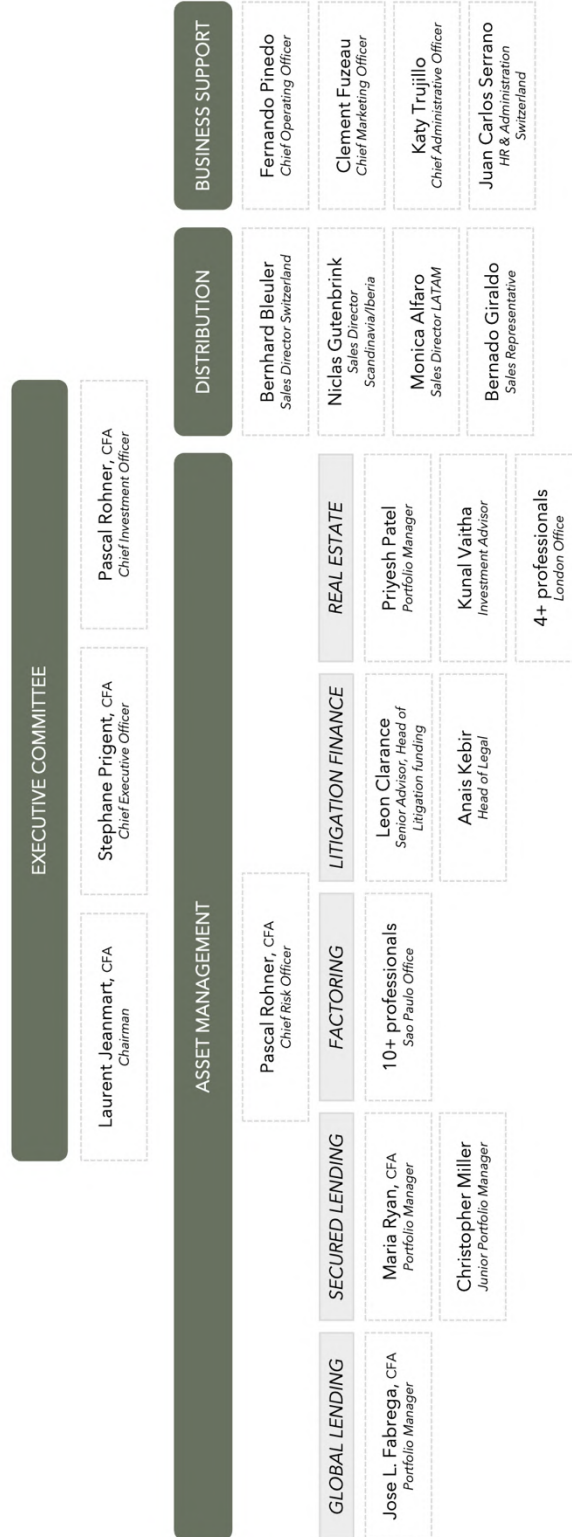 EXECUTIVE COMMITTEE
Laurent Jeanmart, CFA
Chairman
Stephane Prigent, CFA
Chief Executive Officer
Pascal Rohner, CFA
Chief Investment Officer
ASSET MANAGEMENT
Pascal Rohner, CFA
Chief Risk Officer
GLOBAL LENDING
Jose L. Fabrega, CFA
Portfolio Manager
SECURED LENDING
Maria Ryan, CFA
Portfolio Manager
Christopher Miller
Junior Portfolio Manager
FACTORING
10+ professionals
Sao Paulo Office
LITIGATION FINANCE
Leon Clarance
Senior Advisor, Head of
Litigation funding
Anais Kebir
Head of Legal
REAL ESTATE
Priyesh Patel
Portfolio Manager
Kunal Vaitha
Investment Advisor
4+ professionals
London Office
DISTRIBUTION
Bernhard Bleuler
Sales Director Switzerland
Niclas Gutenbrink
Sales Director
Scandinavia/Iberia
Monica Alfaro
Sales Director LATAM
Bernado Giraldo
Sales Representative
BUSINESS SUPPORT
Fernando Pinedo
Chief Operating Officer
Clement Fuzeau
Chief Marketing Officer
Katy Trujillo
Chief Administrative Officer
Juan Carlos Serrano
HR & Administration
Switzerland